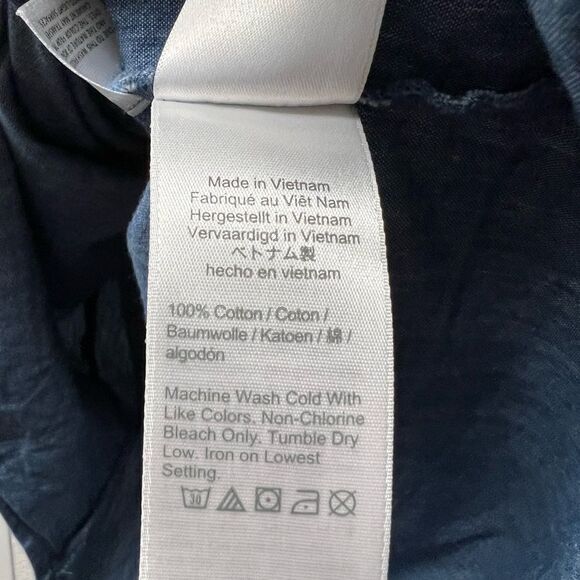 Made in Vietnam
Fabriqué au Viêt Nam
Hergestellt in Vietnam
Vervaardigd in Vietnam
ベトナム製
hecho en vietnam
100% Cotton / Coton /
Baumwolle / Katoen / 綿 /
algodón
Machine Wash Cold With
Like Colors. Non-Chlorine
Bleach Only. Tumble Dry
Low. Iron on Lowest
Setting.
30